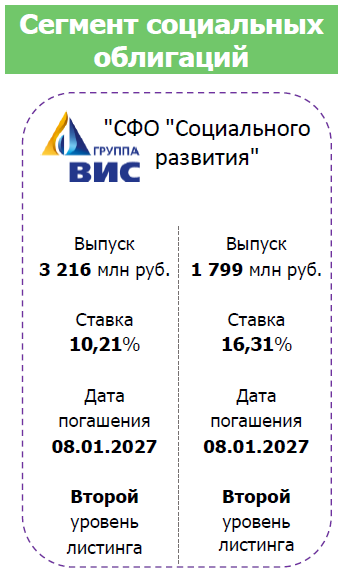 Сегмент социальных
облигаций
ГРУППА
ВИС
"СФО "Социального
развития"
Выпуск
3 216 млн руб.
Ставка
10,21%
Дата
погашения
08.01.2027
Второй
уровень
листинга
Выпуск
1 799 млн руб.
Ставка
16,31%
Дата
погашения
08.01.2027
Второй
уровень
листинга